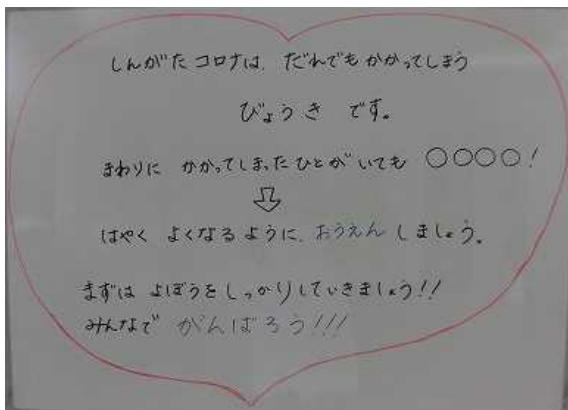 しんがた コロナは、だれでも かかってしまう
びょうき です。
まわりに かかってしまったひとが いても ○○○○!
⇩
はやく よくなる ように、おうえん しましょう。
まずは よぼうを しっかりしていきましょう!!
みんなで がんばろう!!!